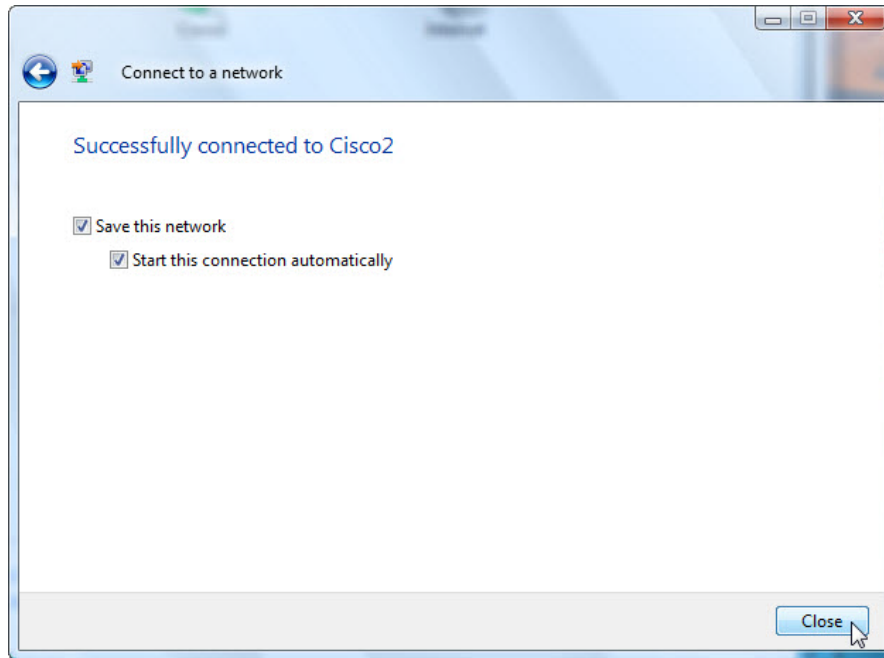 Connect to a network
Successfully connected to Cisco2
Save this network
Start this connection automatically
Close